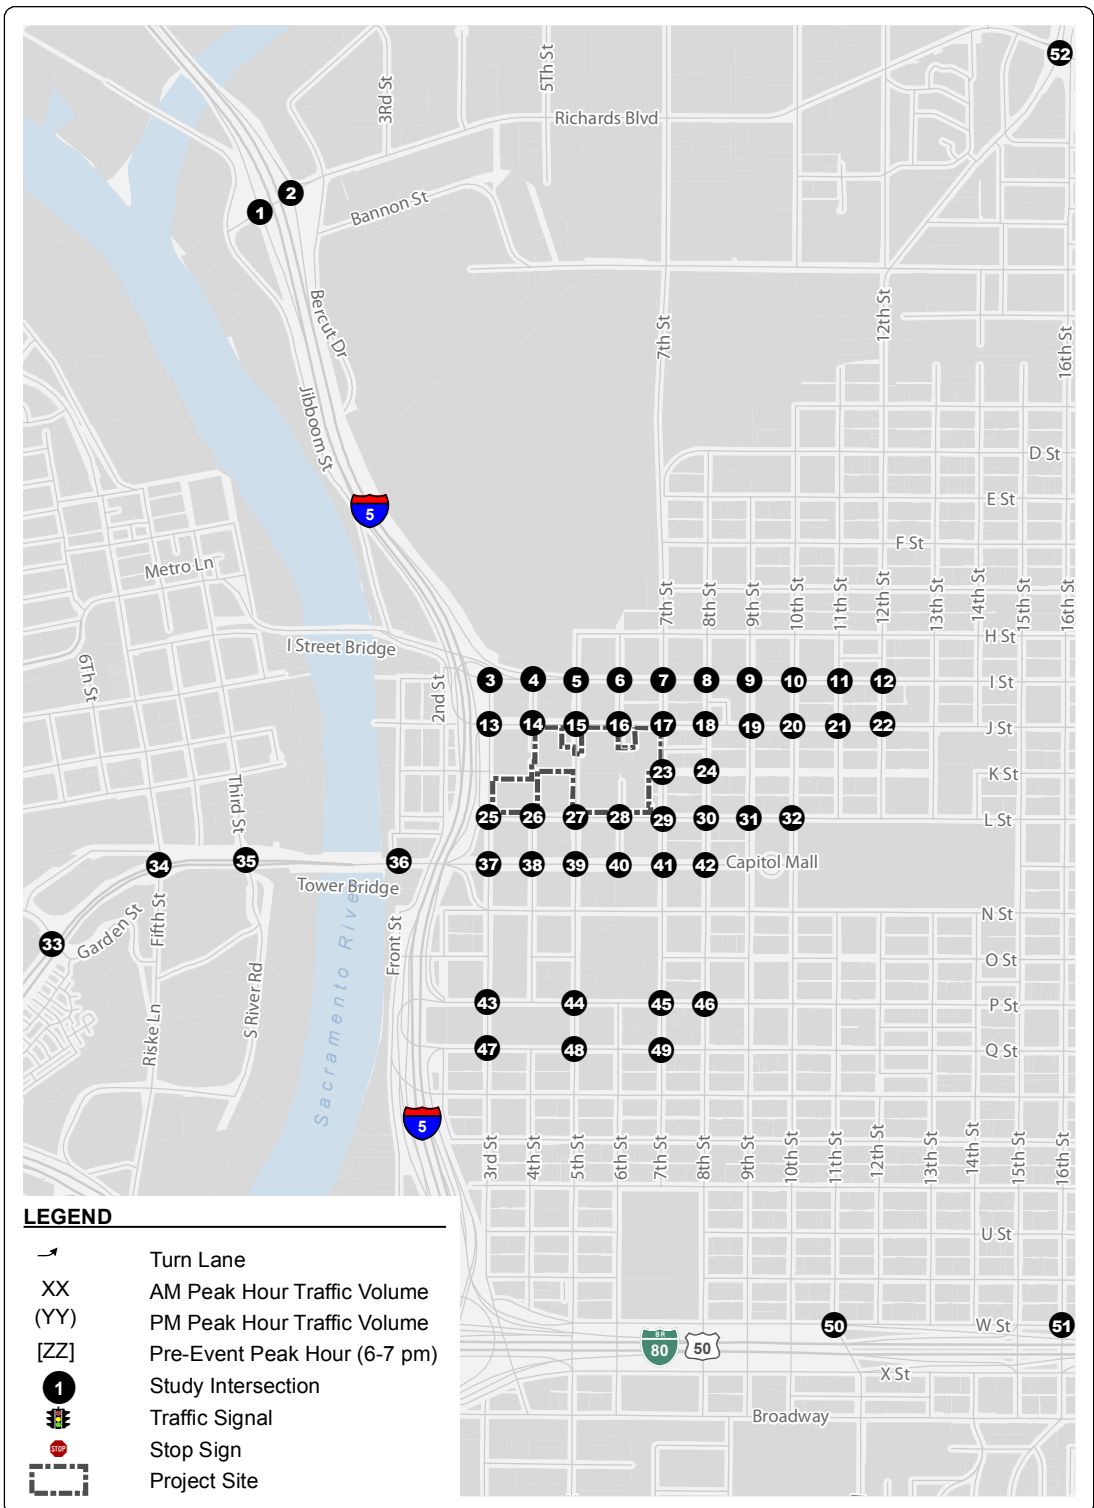 52
5Th St
3Rd St
Richards Blvd
2
1
Bannon St
Bercut Dr
7th St
12th St
16th St
Jibboom St
D St
E St
5
F St
Metro Ln
7th St
8th St
9th St
10th St
11th St
12th St
13th St
14th St
15th St
16th St
H St
I Street Bridge
6Th St
2nd St
3
4
5
6
7
8
9
10
11
12
I St
13
14
15
16
17
18
19
20
21
22
J St
23
24
K St
Third St
25
26
27
28
29
30
31
32
L St
33
34
35
36
37
38
39
40
41
42
Capitol Mall
Tower Bridge
Garden St
Fifth St
Front St
N St
O St
Sacramento River
S River Rd
Riske Ln
43
44
45
46
P St
47
48
49
Q St
5
3rd St
4th St
5th St
6th St
7th St
8th St
9th St
10th St
11th St
12th St
13th St
14th St
15th St
16th St
U St
50
W St
51
BR
80
50
X St
Broadway
LEGEND
Turn Lane
XX AM Peak Hour Traffic Volume
(YY) PM Peak Hour Traffic Volume
[ZZ] Pre-Event Peak Hour (6-7 pm)
1 Study Intersection
Traffic Signal
STOP Stop Sign
Project Site